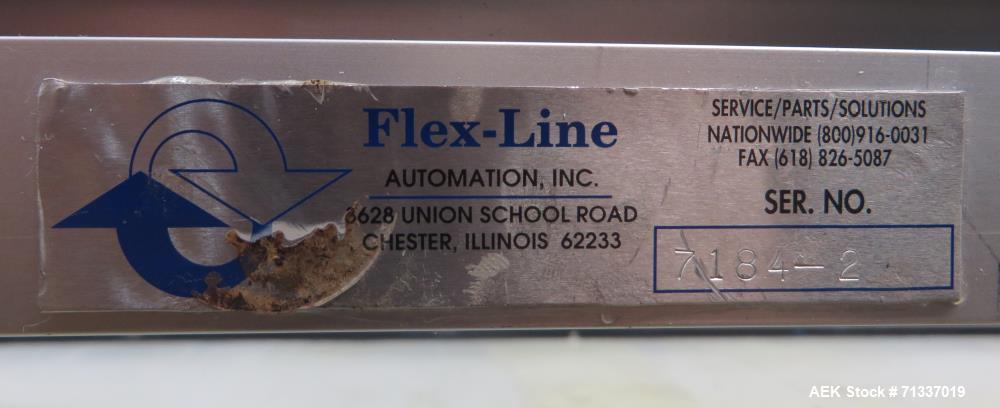 Flex-Line
AUTOMATION, INC.
8628 UNION SCHOOL ROAD
CHESTER, ILLINOIS 62233
SERVICE/PARTS/SOLUTIONS
NATIONWIDE (800)916-0031
FAX (618) 826-5087
SER. NO.
7184-2
AEK Stock # 71337019